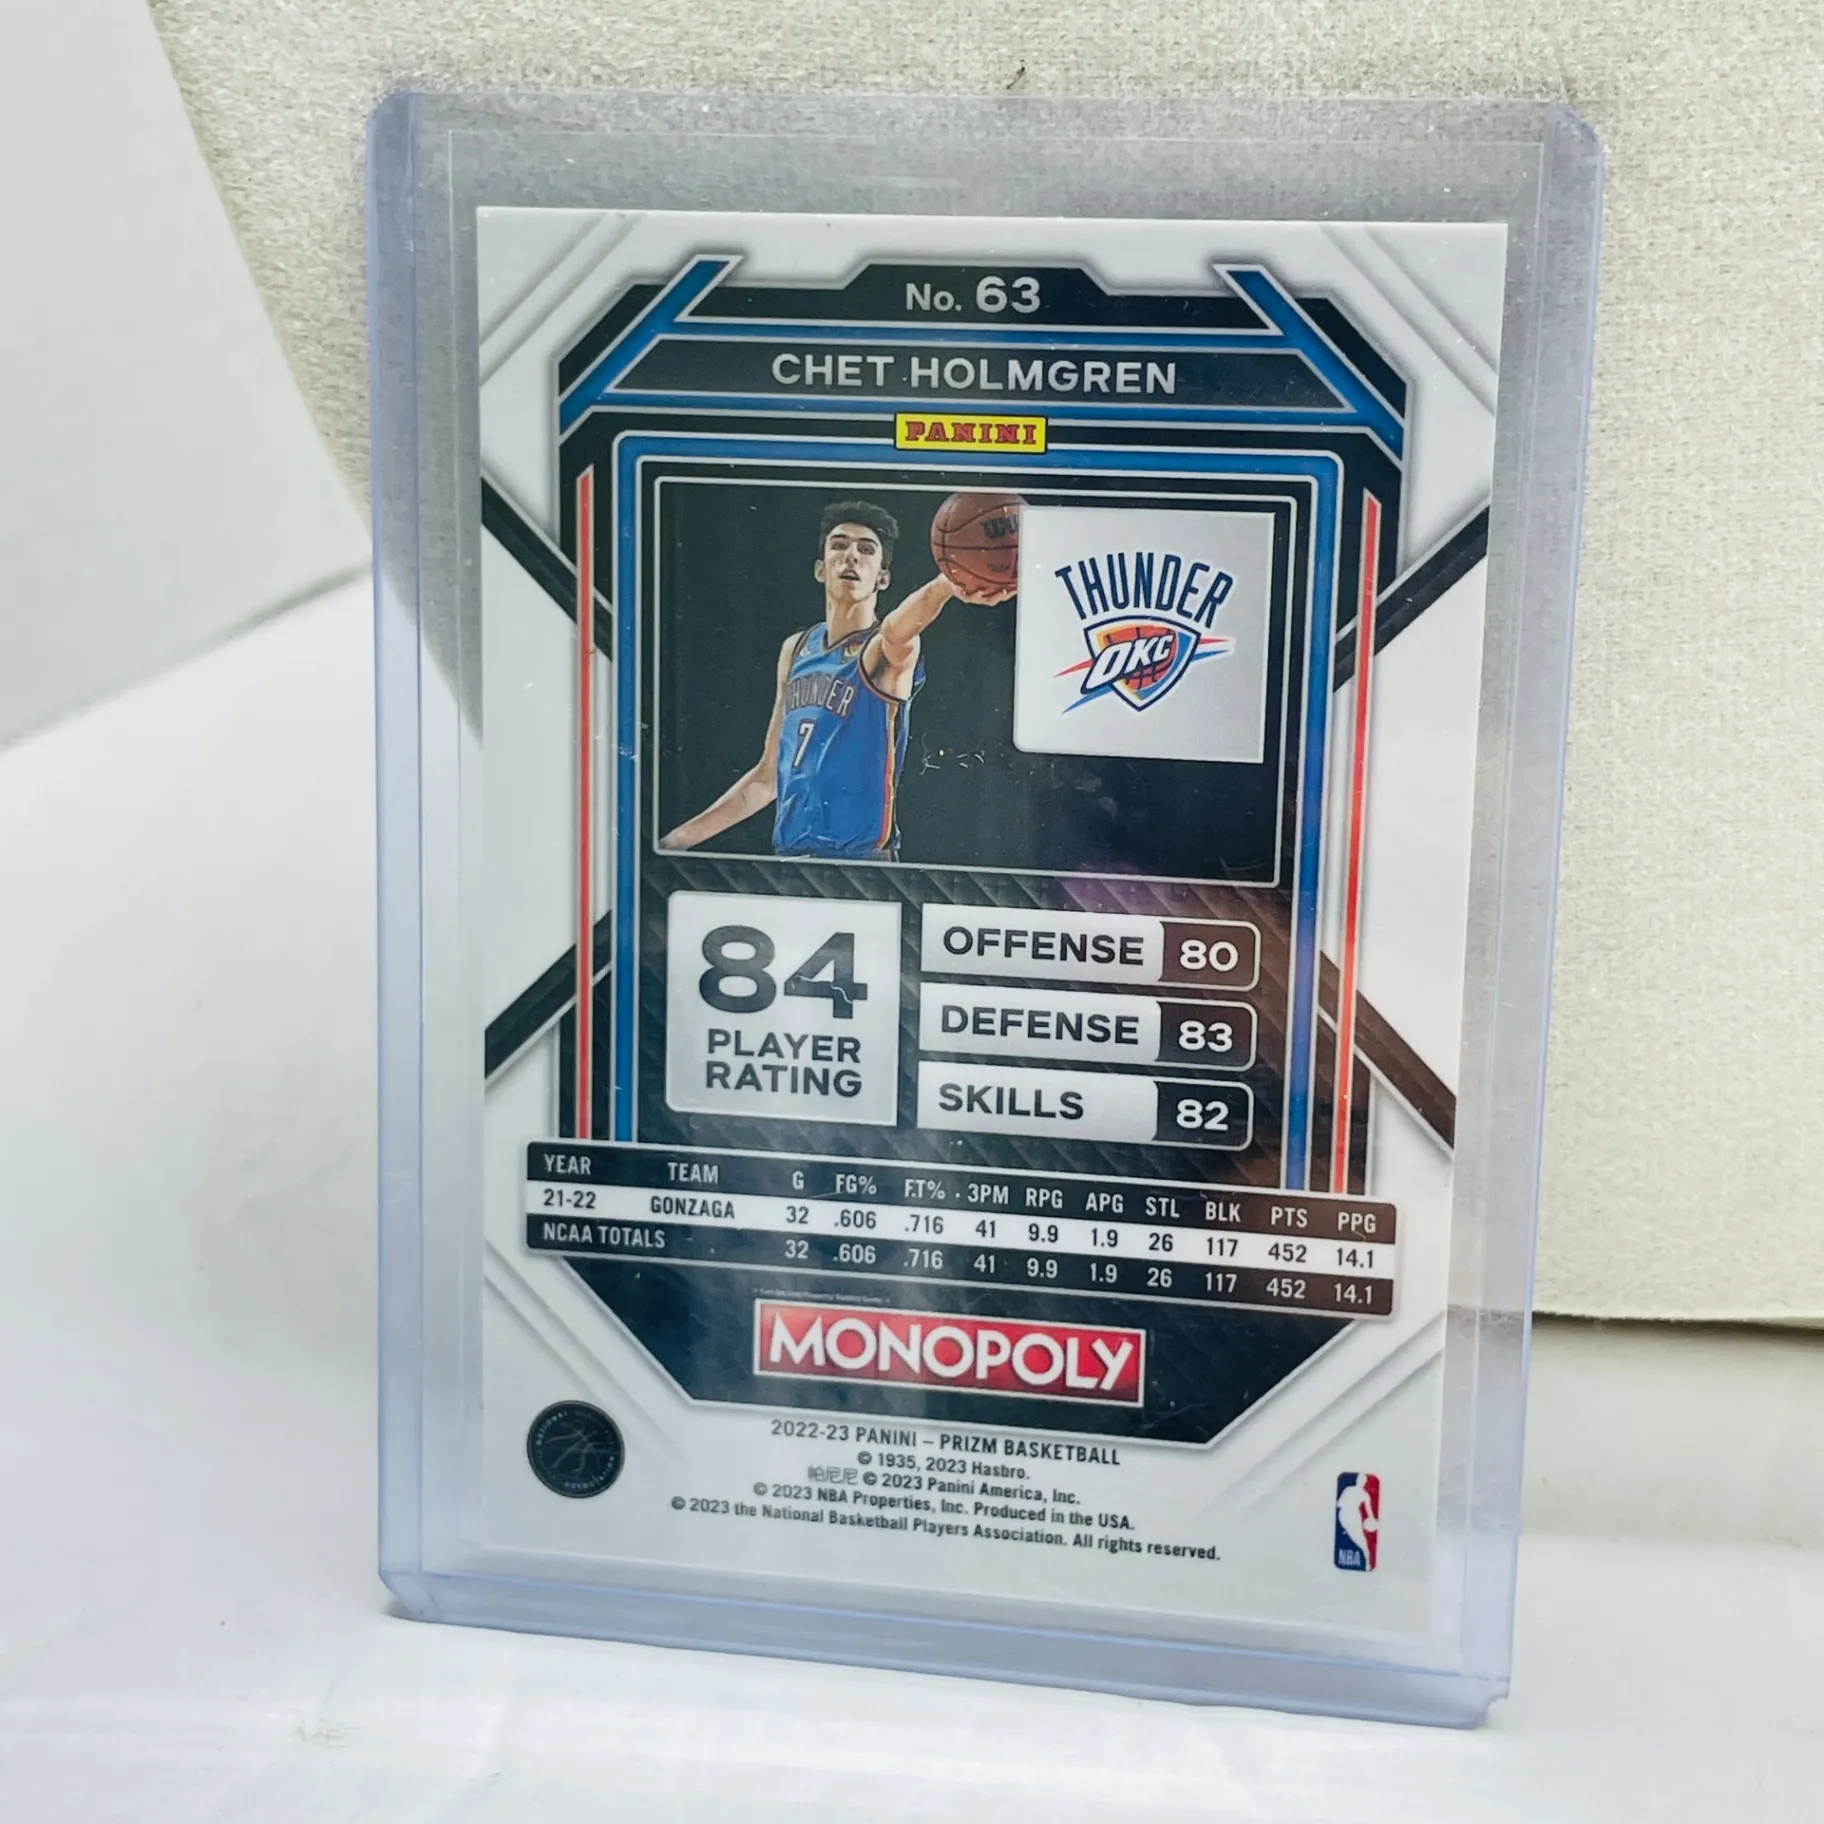 No. 63
CHET HOLMGREN
PANINI
THUNDER
OKC
THUNDER
7
84
PLAYER
RATING
OFFENSE 80
DEFENSE 83
SKILLS 82
YEAR TEAM G FG% F.T% 3PM RPG APG STL BLK PTS PPG
21-22 GONZAGA 32 .606 .716 41 9.9 1.9 26 117 452 14.1
NCAA TOTALS 32 .606 .716 41 9.9 1.9 26 117 452 14.1
MONOPOLY
2022-23 PANINI – PRIZM BASKETBALL
© 1935, 2023 Hasbro.
帕尼尼 © 2023 Panini America, Inc.
© 2023 NBA Properties, Inc. Produced in the USA.
© 2023 the National Basketball Players Association. All rights reserved.
NBA